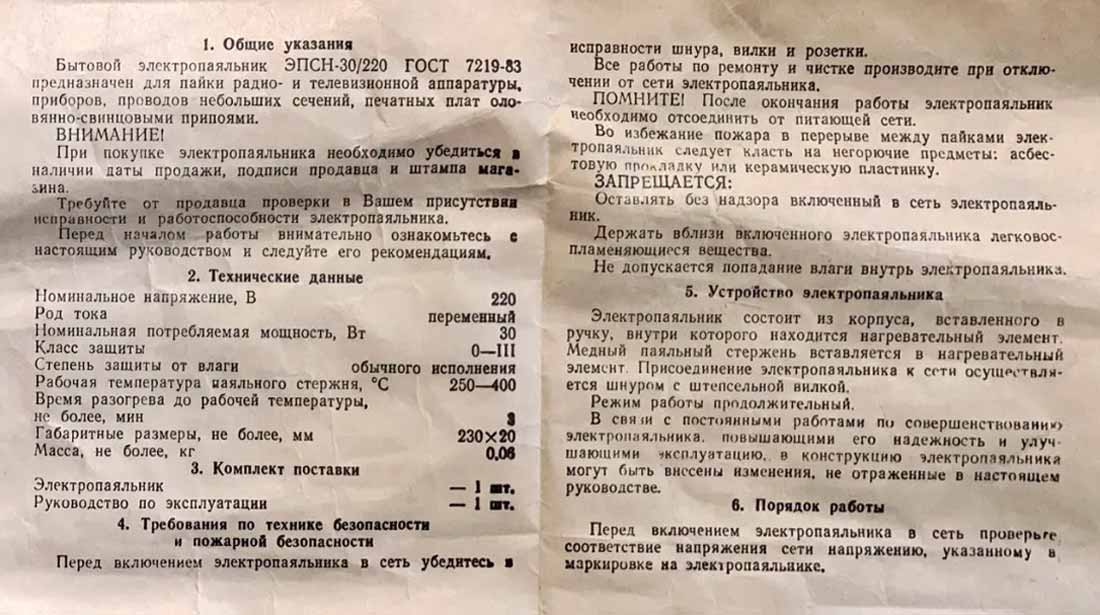 1. Общие указания
Бытовой электропаяльник ЭПСН-30/220 ГОСТ 7219-83
предназначен для пайки радио- и телевизионной аппаратуры,
приборов, проводов небольших сечений, печатных плат оло-
вянно-свинцовыми припоями.
ВНИМАНИЕ!
При покупке электропаяльника необходимо убедиться в
наличии даты продажи, подписи продавца и штампа мага-
зина.
Требуйте от продавца проверки в Вашем присутствии
исправности и работоспособности электропаяльника.
Перед началом работы внимательно ознакомьтесь с
настоящим руководством и следуйте его рекомендациям.
2. Технические данные
Номинальное напряжение, В 220
Род тока переменный
Номинальная потребляемая мощность, Вт 30
Класс защиты 0—III
Степень защиты от влаги обычного исполнения
Рабочая температура паяльного стержня, °С 250—400
Время разогрева до рабочей температуры,
не более, мин 3
Габаритные размеры, не более, мм 230×20
Масса, не более, кг 0,06
3. Комплект поставки
Электропаяльник — 1 шт.
Руководство по эксплуатации — 1 шт.
4. Требования по технике безопасности
и пожарной безопасности
Перед включением электропаяльника в сеть убедитесь в
исправности шнура, вилки и розетки.
Все работы по ремонту и чистке производите при отклю-
чении от сети электропаяльника.
ПОМНИТЕ! После окончания работы электропаяльник
необходимо отсоединить от питающей сети.
Во избежание пожара в перерыве между пайками элек-
тропаяльник следует класть на негорючие предметы: асбес-
товую прокладку или керамическую пластинку.
ЗАПРЕЩАЕТСЯ:
Оставлять без надзора включенный в сеть электропаяль-
ник.
Держать вблизи включенного электропаяльника легковос-
пламеняющиеся вещества.
Не допускается попадание влаги внутрь электропаяльника.
5. Устройство электропаяльника
Электропаяльник состоит из корпуса, вставленного в
ручку, внутри которого находится нагревательный элемент.
Медный паяльный стержень вставляется в нагревательный
элемент. Присоединение электропаяльника к сети осуществля-
ется шнуром с штепсельной вилкой.
Режим работы продолжительный.
В связи с постоянными работами по совершенствованию
электропаяльника, повышающими его надежность и улуч-
шающими эксплуатацию, в конструкцию электропаяльника
могут быть внесены изменения, не отраженные в настоящем
руководстве.
6. Порядок работы
Перед включением электропаяльника в сеть проверьте
соответствие напряжения сети напряжению, указанному в
маркировке на электропаяльнике.